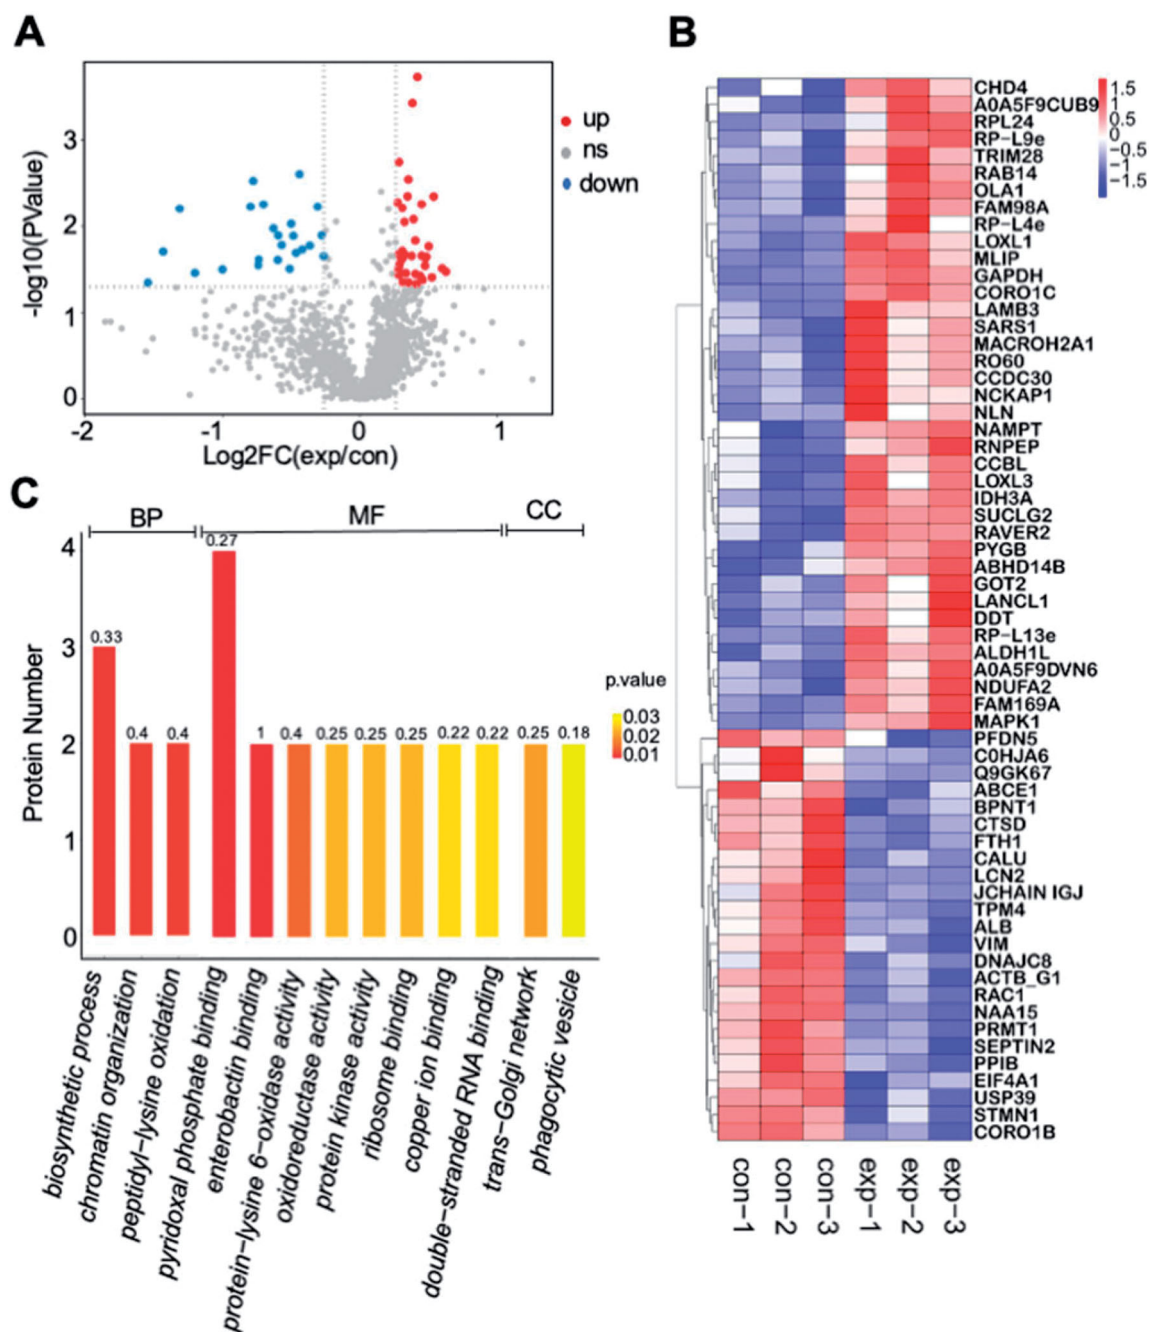 A
3
2
1
0
-log10(PValue)
-2
-1
0
1
Log2FC(exp/con)
up
ns
down
B
CHD4
A0A5F9CUB9
RPL24
RP-L9e
TRIM28
RAB14
OLA1
FAM98A
RP-L4e
LOXL1
MLIP
GAPDH
CORO1C
LAMB3
SARS1
MACROH2A1
RO60
CCDC30
NCKAP1
NLN
NAMPT
RNPEP
CCBL
LOXL3
IDH3A
SUCLG2
RAVER2
PYGB
ABHD14B
GOT2
LANCL1
DDT
RP-L13e
ALDH1L
A0A5F9DVN6
NDUFA2
FAM169A
MAPK1
PFDN5
C0HJA6
Q9GK67
ABCE1
BPNT1
CTSD
FTH1
CALU
LCN2
JCHAIN IGJ
TPM4
ALB
VIM
DNAJC8
ACTB_G1
RAC1
NAA15
PRMT1
SEPTIN2
PPIB
EIF4A1
USP39
STMN1
CORO1B
1.5
1
0.5
0
−0.5
−1
−1.5
con−1
con−2
con−3
exp−1
exp−2
exp−3
C
BP
MF
CC
4
3
2
1
0
Protein Number
0.33
0.4
0.4
0.27
1
0.4
0.25
0.25
0.25
0.22
0.22
0.25
0.18
p.value
0.03
0.02
0.01
biosynthetic process
chromatin organization
peptidyl−lysine oxidation
pyridoxal phosphate binding
enterobactin binding
protein−lysine 6−oxidase activity
oxidoreductase activity
protein kinase activity
ribosome binding
copper ion binding
double−stranded RNA binding
trans−Golgi network
phagocytic vesicle